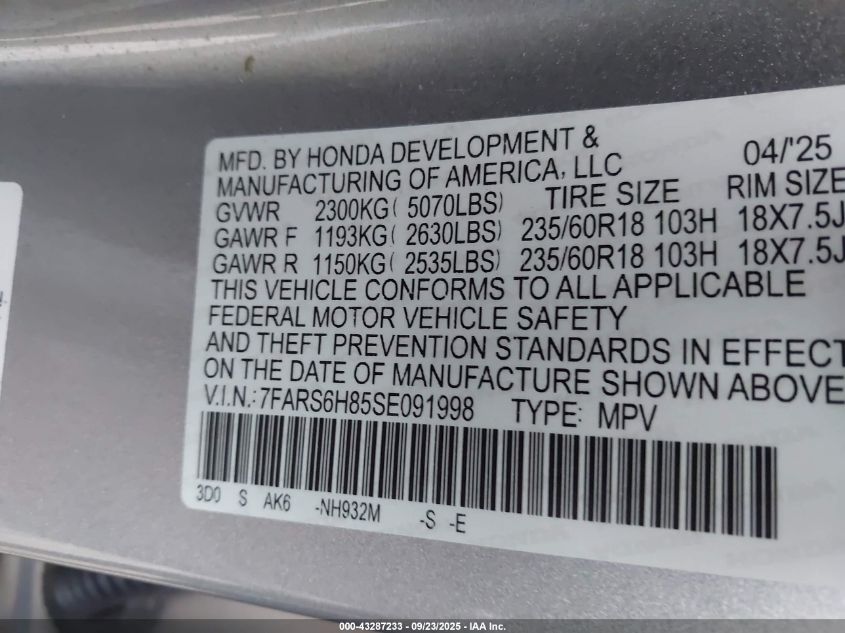 MFD. BY HONDA DEVELOPMENT & 04/'25
MANUFACTURING OF AMERICA, LLC
GVWR 2300KG( 5070LBS) TIRE SIZE RIM SIZE
GAWR F 1193KG( 2630LBS) 235/60R18 103H 18X7.5J
GAWR R 1150KG( 2535LBS) 235/60R18 103H 18X7.5J
THIS VEHICLE CONFORMS TO ALL APPLICABLE
FEDERAL MOTOR VEHICLE SAFETY
AND THEFT PREVENTION STANDARDS IN EFFECT
ON THE DATE OF MANUFACTURE SHOWN ABOVE
V.I.N.:7FARS6H85SE091998 TYPE: MPV
3D0 S AK6 -NH932M -S -E
000-43287233 - 09/23/2025 - IAA Inc.